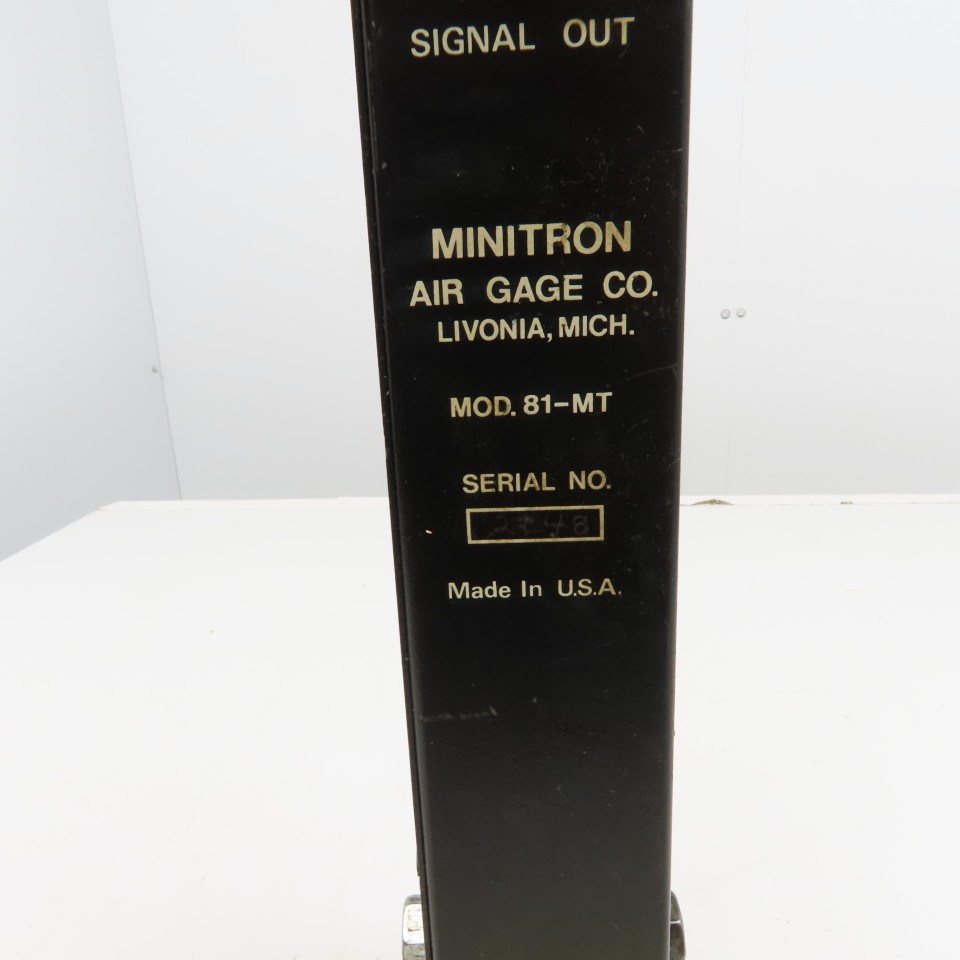 SIGNAL OUT
MINITRON
AIR GAGE CO.
LIVONIA, MICH.
MOD. 81-MT
SERIAL NO.
Made In U.S.A.